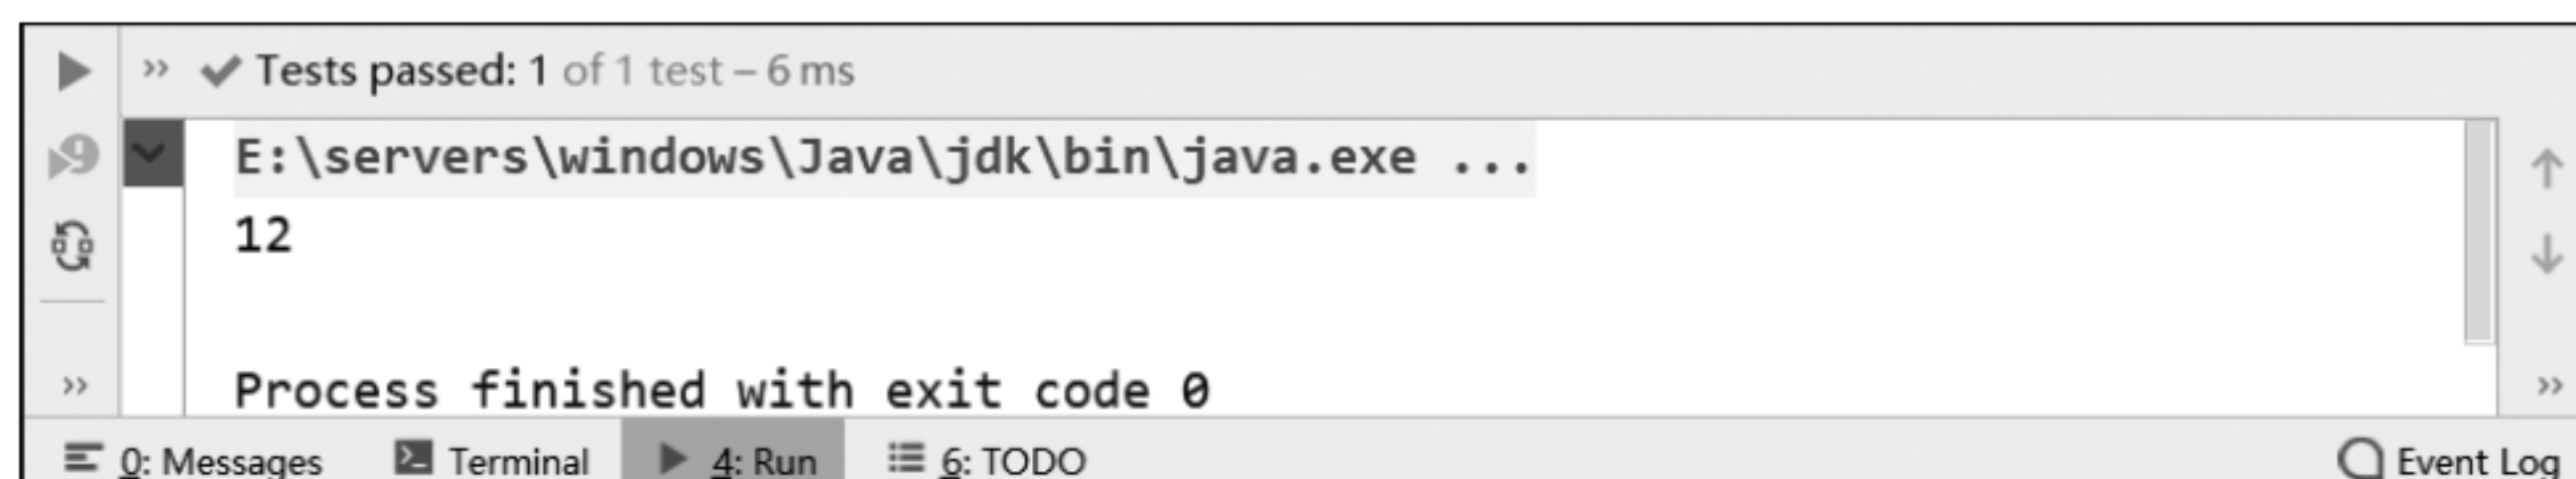 Tests passed: 1 of 1 test – 6 ms
E:\servers\windows\Java\jdk\bin\java.exe ...
12
Process finished with exit code 0
0: Messages Terminal 4: Run 6: TODO Event Log